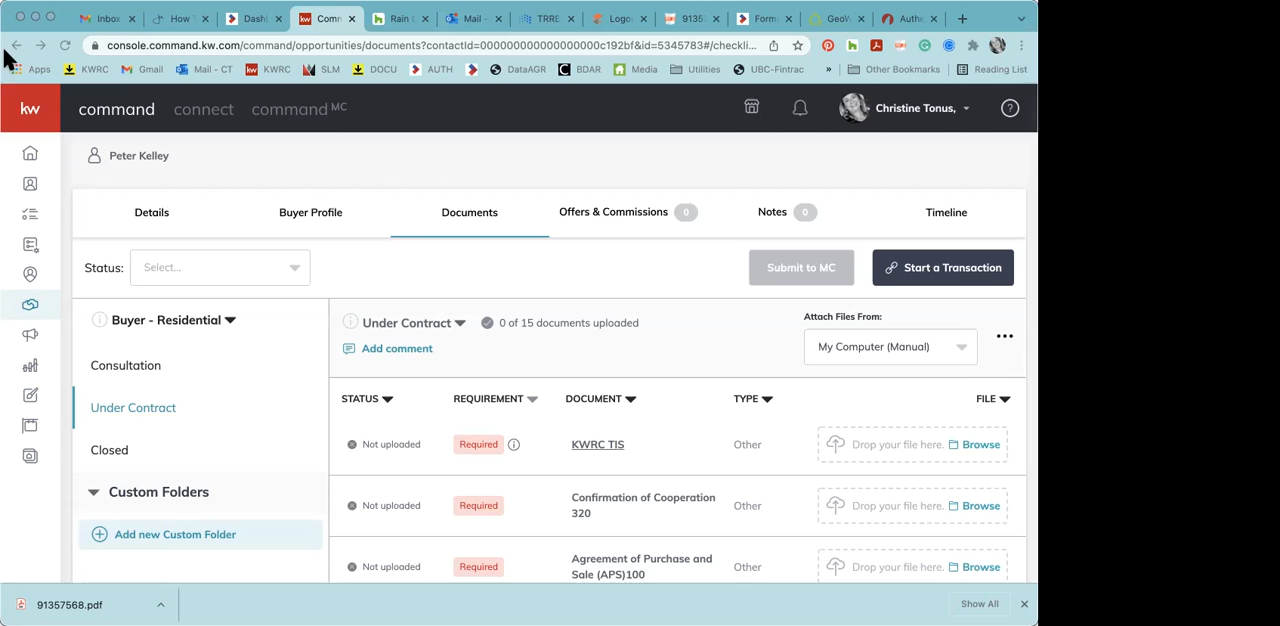 Inbox
How
Dashl
Comm
Rain
Mail -
TRRE
Logo
9135
Form
Geo
Authe
console.command.kw.com/command/opportunities/documents?contactId=000000000000000000c192bf&id=5345783#/checkli...
Apps KWRC Gmail Mail - CT KWRC SLM DOCU AUTH DataAGR BDAR Media Utilities UBC-Fintrac » Other Bookmarks Reading List
kw command connect command MC Christine Tonus,
Peter Kelley
Details Buyer Profile Documents Offers & Commissions 0 Notes 0 Timeline
Status: Select... Submit to MC Start a Transaction
Buyer - Residential
Consultation
Under Contract
Closed
Custom Folders
Add new Custom Folder
Under Contract 0 of 15 documents uploaded
Add comment
Attach Files From:
My Computer (Manual)
STATUS REQUIREMENT DOCUMENT TYPE FILE
Not uploaded Required KWRC TIS Other Drop your file here. Browse
Not uploaded Required Confirmation of Cooperation
320 Other Drop your file here. Browse
Not uploaded Required Agreement of Purchase and
Sale (APS)100 Other Drop your file here. Browse
91357568.pdf Show All